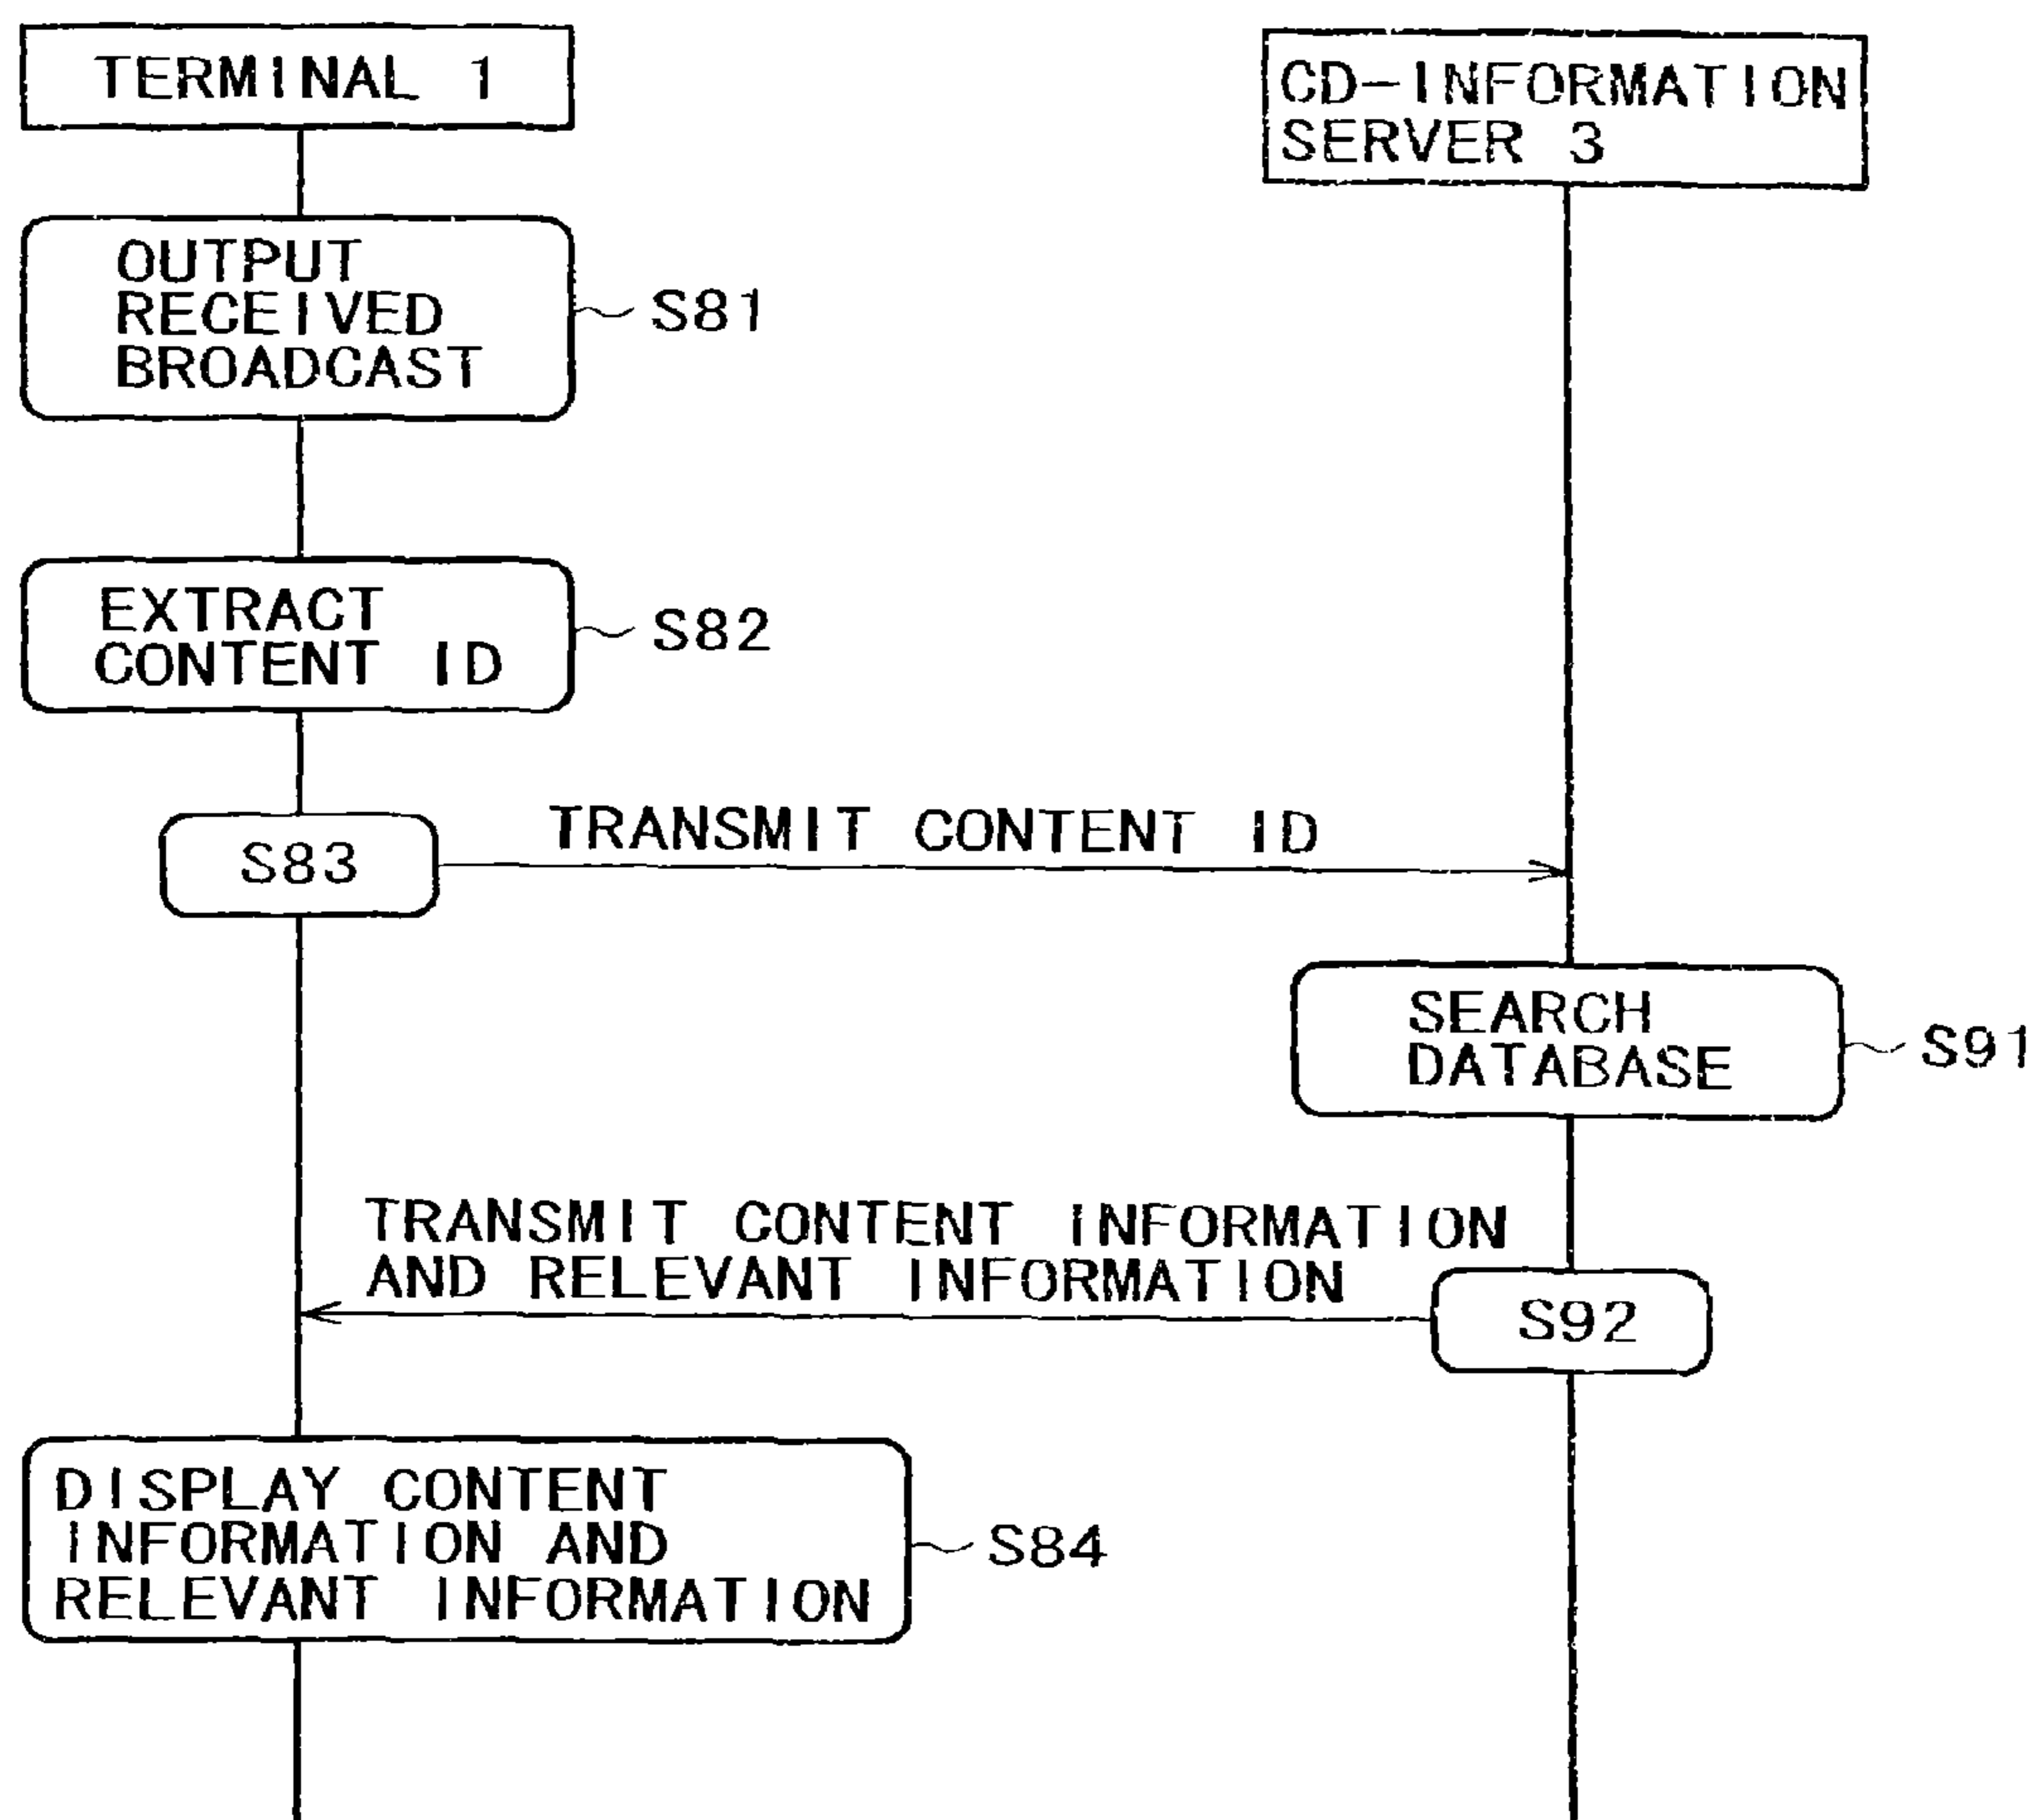 TERMINAL 1
CD-INFORMATION
SERVER 3
OUTPUT
RECEIVED
BROADCAST
S81
EXTRACT
CONTENT ID
S82
TRANSMIT CONTENT ID
S83
SEARCH
DATABASE
S91
TRANSMIT CONTENT INFORMATION
AND RELEVANT INFORMATION
S92
DISPLAY CONTENT
INFORMATION AND
RELEVANT INFORMATION
S84